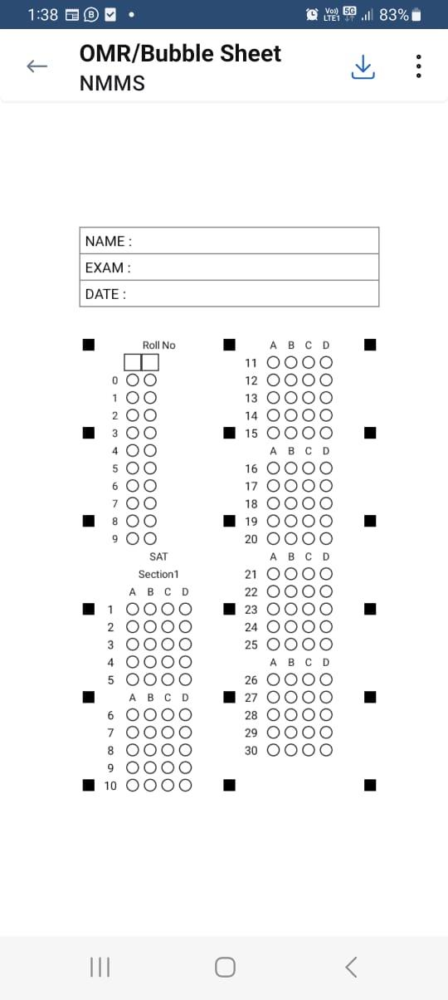 1:38 B Vo)) LTE1 5G 83%
OMR/Bubble Sheet
NMMS
NAME :
EXAM :
DATE :
Roll No
0
1
2
3
4
5
6
7
8
9
SAT
Section1
A B C D
1
2
3
4
5
A B C D
6
7
8
9
10
A B C D
11
12
13
14
15
A B C D
16
17
18
19
20
A B C D
21
22
23
24
25
A B C D
26
27
28
29
30